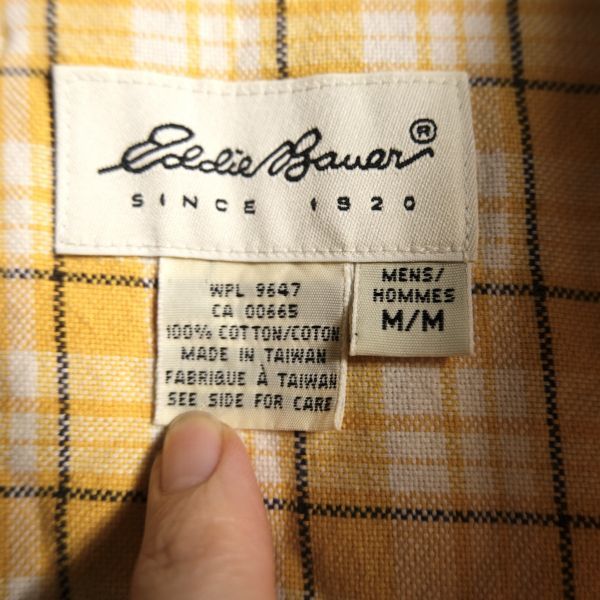 Eddie Bauer®
SINCE 1920
WPL 9647
CA 00665
100% COTTON/COTON
MADE IN TAIWAN
FABRIQUE À TAIWAN
SEE SIDE FOR CARE
MENS/
HOMMES
M/M